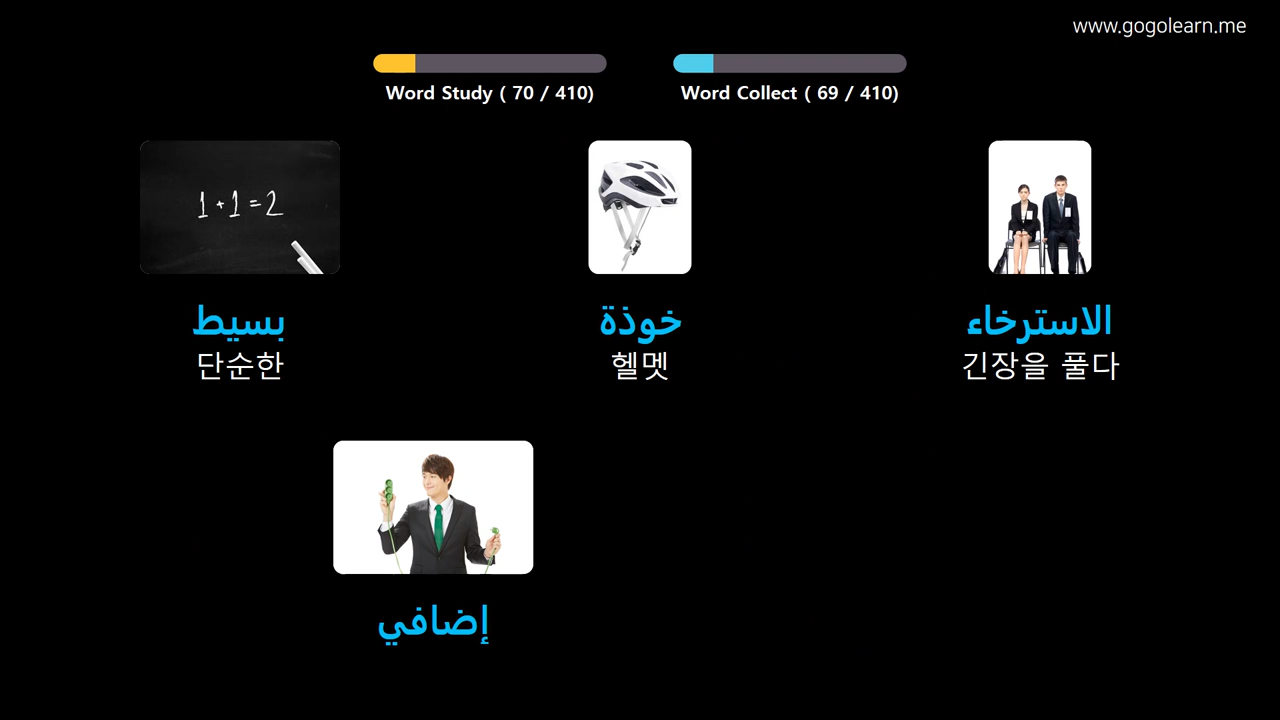 www.gogolearn.me
Word Study ( 70 / 410)
Word Collect ( 69 / 410)
1 + 1 = 2
بسيط
단순한
خوذة
헬멧
الاسترخاء
긴장을 풀다
إضافي